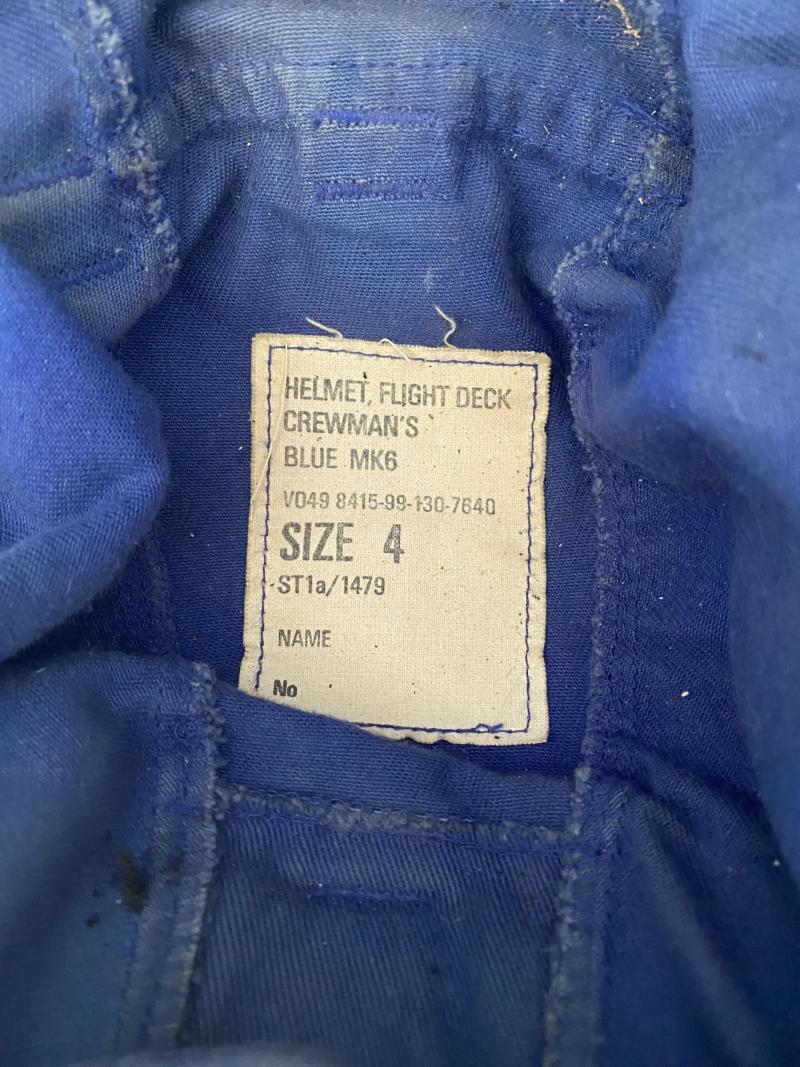 HELMET, FLIGHT DECK
CREWMAN'S
BLUE MK6
V049 8415-99-130-7640
SIZE 4
ST1a/1479
NAME
No